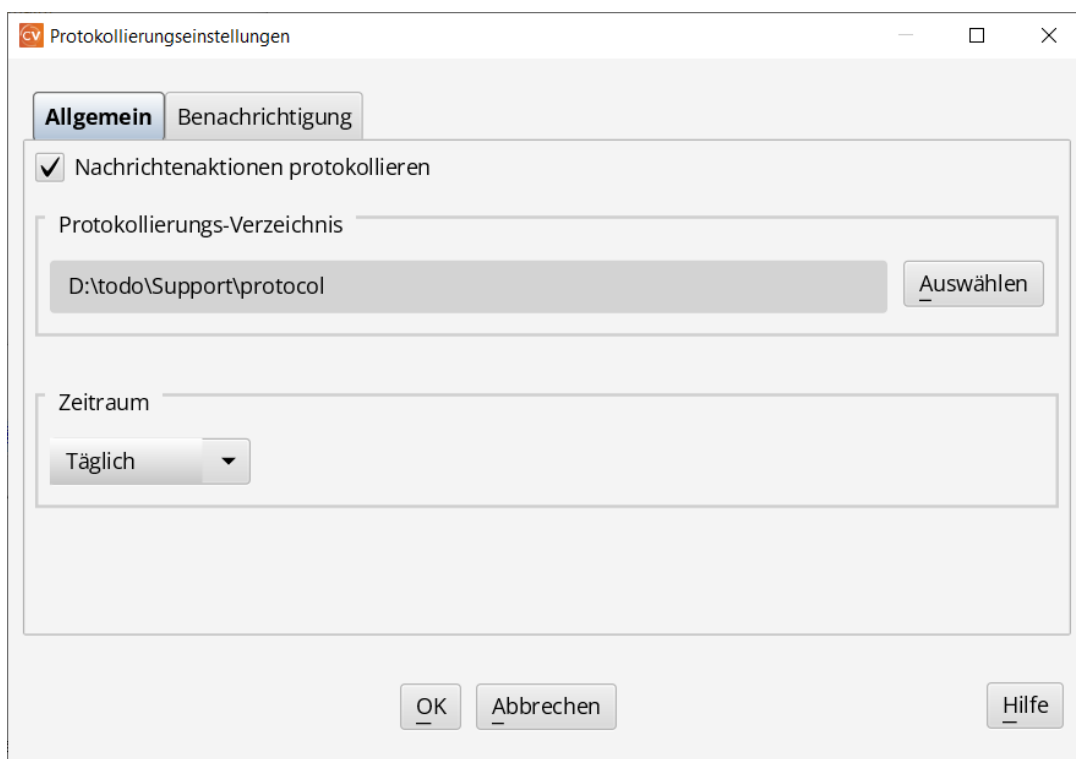 CV Protokollierungseinstellungen
Allgemein Benachrichtigung
Nachrichtenaktionen protokollieren
Protokollierungs-Verzeichnis
D:\todo\Support\protocol Auswählen
Zeitraum
Täglich
OK Abbrechen Hilfe